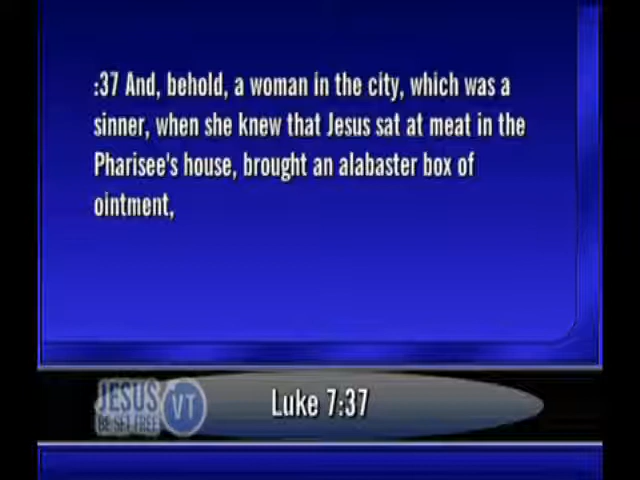 :37 And, behold, a woman in the city, which was a
sinner, when she knew that Jesus sat at meat in the
Pharisee's house, brought an alabaster box of
ointment,
JESUS
BE SET FREE
VT
Luke 7:37